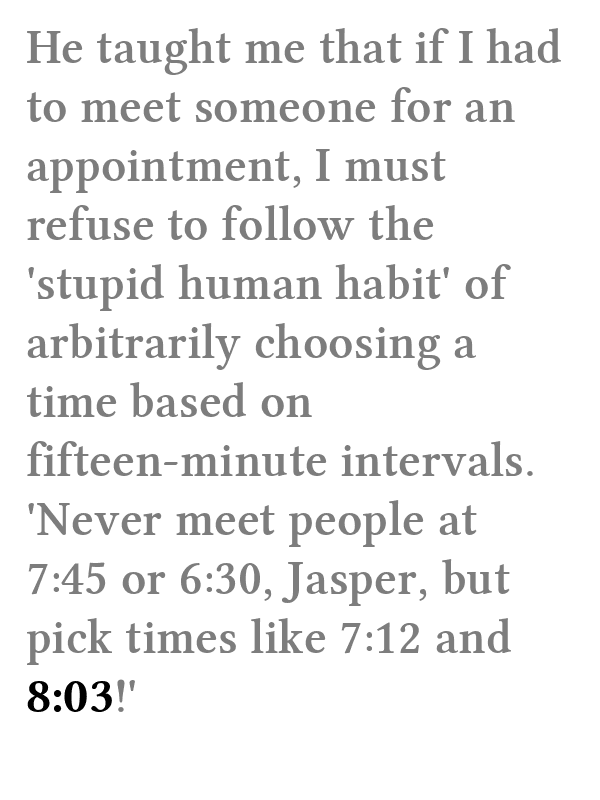 He taught me that if I had
to meet someone for an
appointment, I must
refuse to follow the
'stupid human habit' of
arbitrarily choosing a
time based on
fifteen-minute intervals.
'Never meet people at
7:45 or 6:30, Jasper, but
pick times like 7:12 and
8:03!'